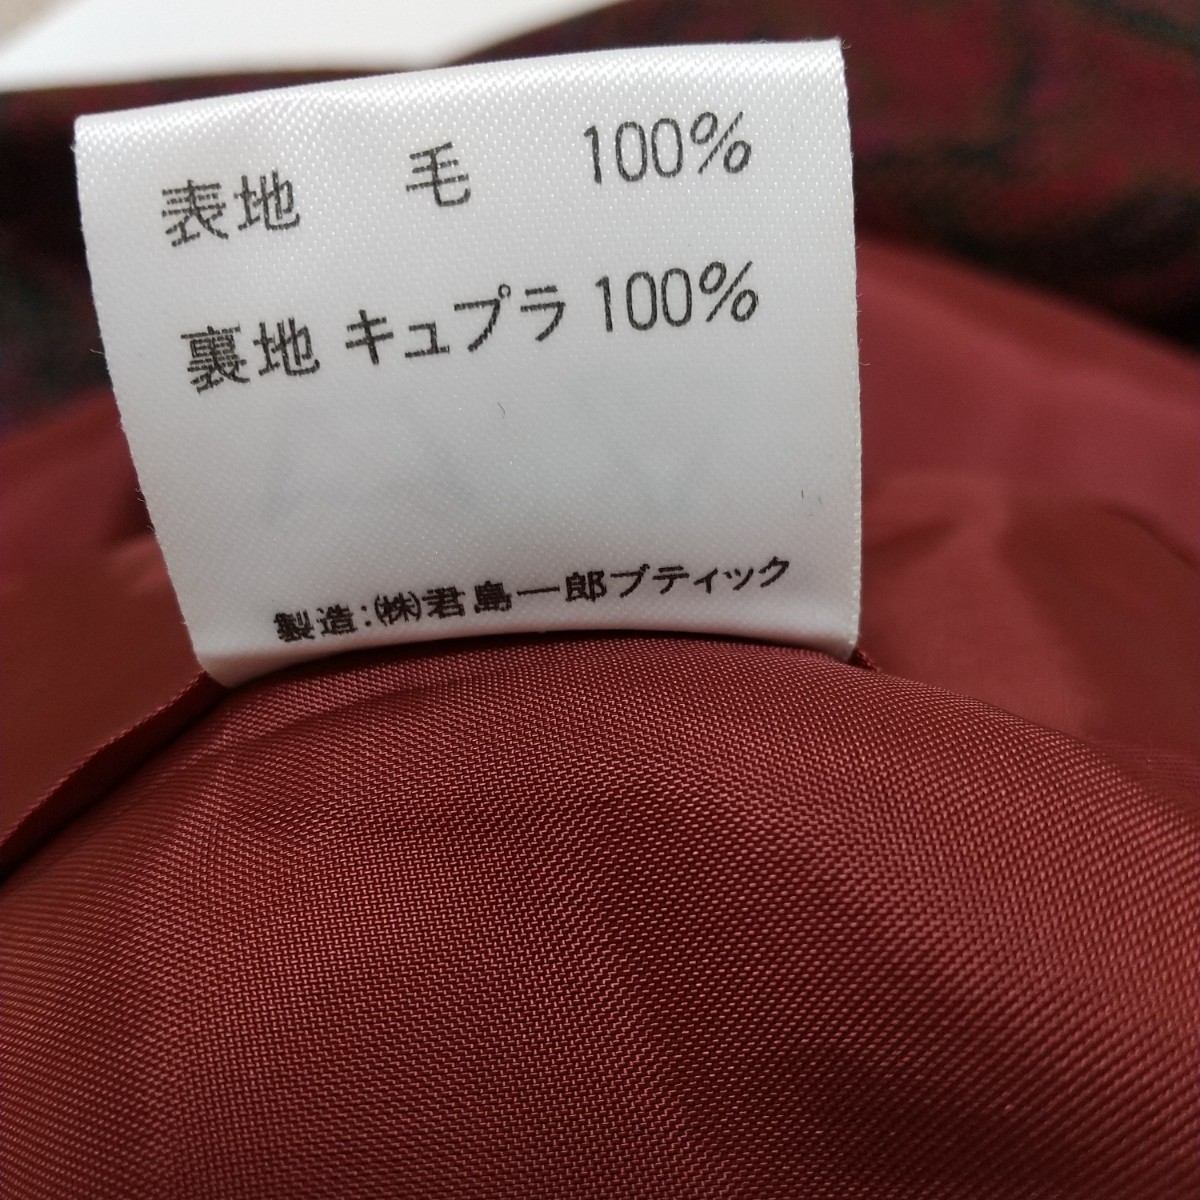 表地 毛 100%
裏地 キュプラ 100%
製造:㈱君島一郎ブティック